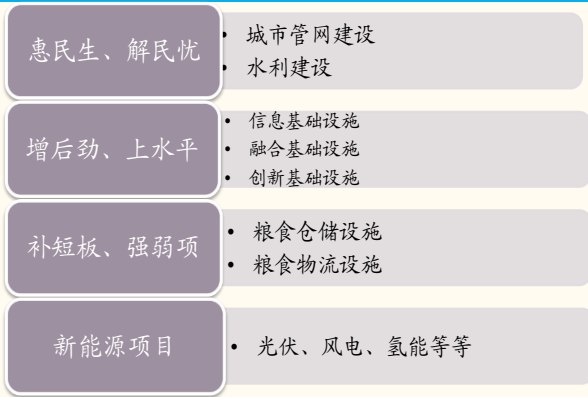 惠民生、解民忧
• 城市管网建设
• 水利建设
增后劲、上水平
• 信息基础设施
• 融合基础设施
• 创新基础设施
补短板、强弱项
• 粮食仓储设施
• 粮食物流设施
新能源项目
• 光伏、风电、氢能等等